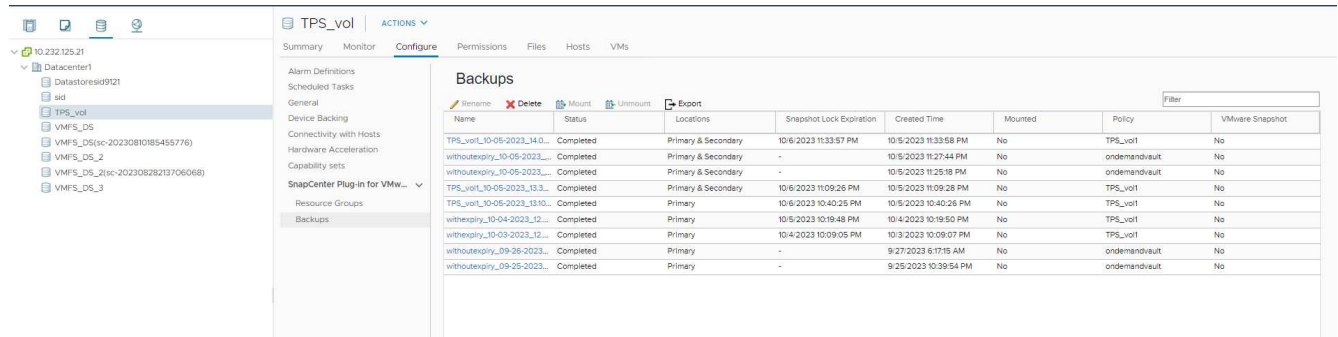 TPS_vol ACTIONS
Summary Monitor Configure Permissions Files Hosts VMs
10.232.125.21
Datacenter1
Datastoresid9121
sid
TPS_vol
VMFS_DS
VMFS_DS(sc-20230810185455776)
VMFS_DS_2
VMFS_DS_2(sc-20230828213706068)
VMFS_DS_3
Alarm Definitions
Scheduled Tasks
General
Device Backing
Connectivity with Hosts
Hardware Acceleration
Capability sets
SnapCenter Plug-in for VMw...
Resource Groups
Backups
Backups
Rename Delete Mount Unmount Export Filter
Name Status Locations Snapshot Lock Expiration Created Time Mounted Policy VMware Snapshot
TPS_vol1_10-05-2023_14.0... Completed Primary & Secondary 10/6/2023 11:33:57 PM 10/5/2023 11:33:58 PM No TPS_vol1 No
withoutexpiry_10-05-2023_... Completed Primary & Secondary - 10/5/2023 11:27:44 PM No ondemandvault No
withoutexpiry_10-05-2023_... Completed Primary & Secondary - 10/5/2023 11:25:18 PM No ondemandvault No
TPS_vol1_10-05-2023_13.3... Completed Primary & Secondary 10/6/2023 11:09:26 PM 10/5/2023 11:09:28 PM No TPS_vol1 No
TPS_vol1_10-05-2023_13.10... Completed Primary 10/6/2023 10:40:25 PM 10/5/2023 10:40:26 PM No TPS_vol1 No
withexpiry_10-04-2023_12.... Completed Primary 10/5/2023 10:19:48 PM 10/4/2023 10:19:50 PM No TPS_vol1 No
withexpiry_10-03-2023_12.... Completed Primary 10/4/2023 10:09:05 PM 10/3/2023 10:09:07 PM No TPS_vol1 No
withoutexpiry_09-26-2023... Completed Primary - 9/27/2023 6:17:15 AM No ondemandvault No
withoutexpiry_09-25-2023... Completed Primary - 9/25/2023 10:39:54 PM No ondemandvault No